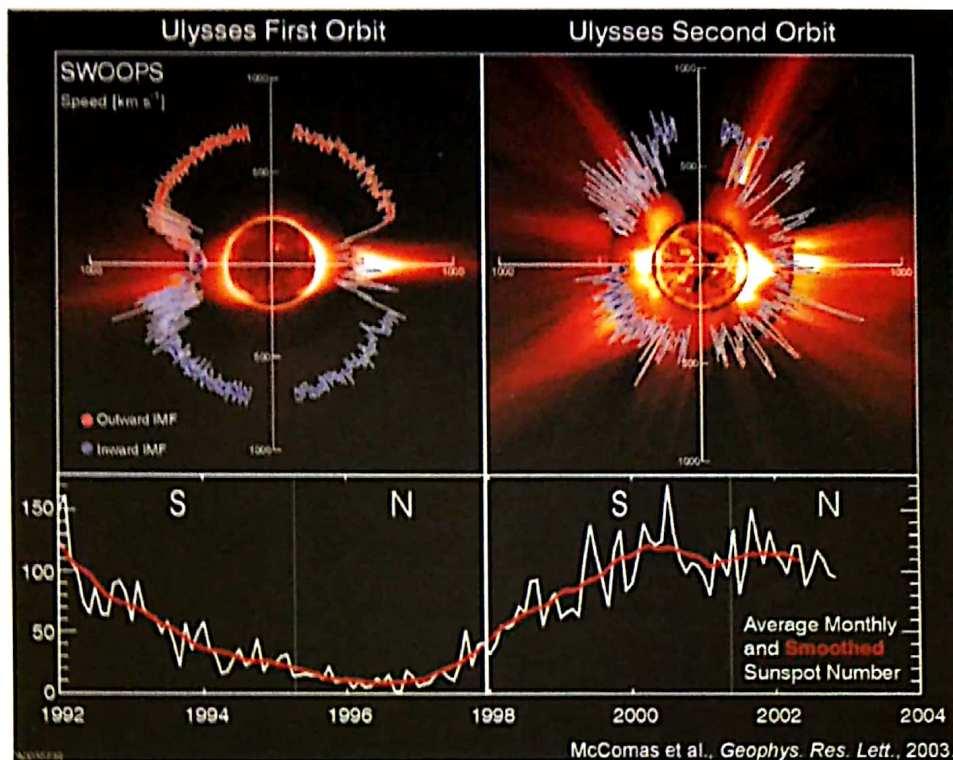 Ulysses First Orbit
Ulysses Second Orbit
SWOOPS
Speed [km s⁻¹]
1000
500
1000
1000
500
1000
Outward IMF
Inward IMF
1000
500
1000
1000
500
1000
150
100
50
0
S
N
S
N
Average Monthly
and Smoothed
Sunspot Number
1992
1994
1996
1998
2000
2002
2004
McComas et al., Geophys. Res. Lett., 2003.